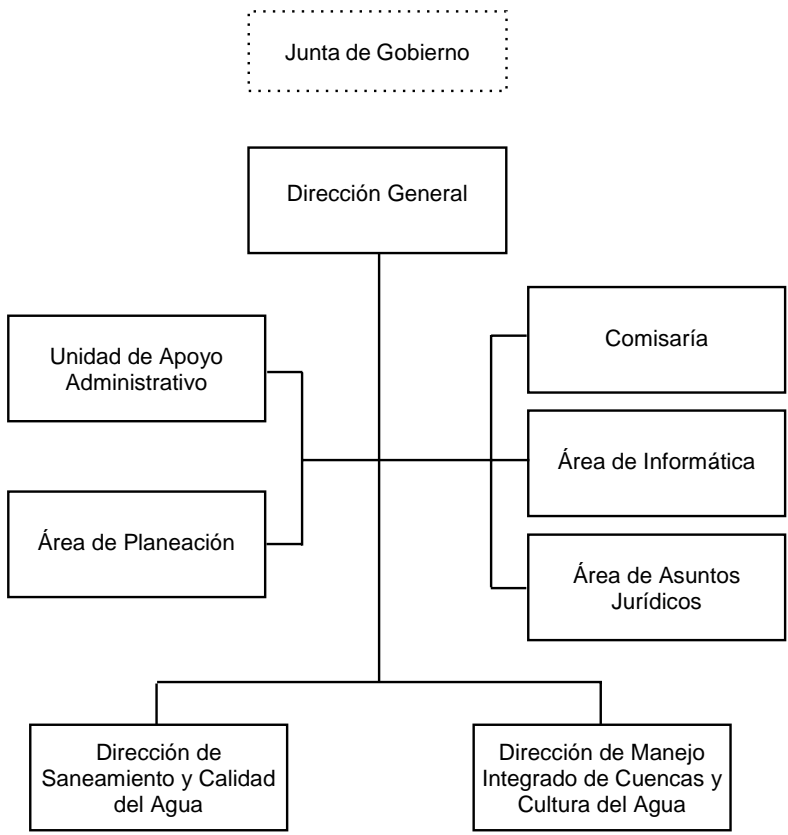 Junta de Gobierno
Dirección General
Unidad de Apoyo
Administrativo
Comisaría
Área de Informática
Área de Planeación
Área de Asuntos
Jurídicos
Dirección de
Saneamiento y Calidad
del Agua
Dirección de Manejo
Integrado de Cuencas y
Cultura del Agua